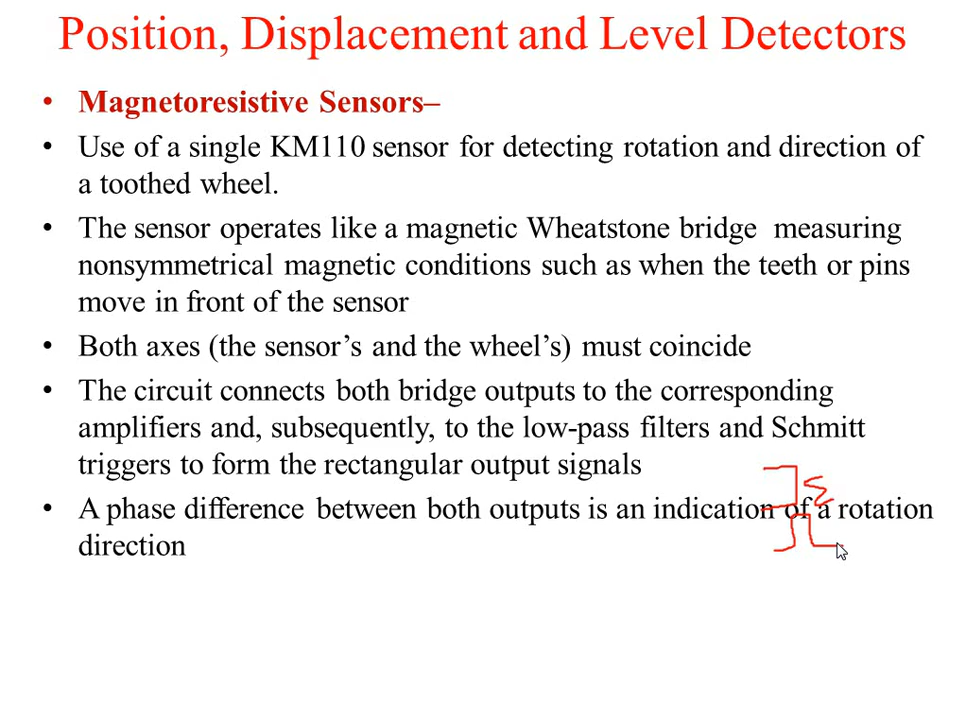 Position, Displacement and Level Detectors
• Magnetoresistive Sensors–
• Use of a single KM110 sensor for detecting rotation and direction of
a toothed wheel.
• The sensor operates like a magnetic Wheatstone bridge  measuring
nonsymmetrical magnetic conditions such as when the teeth or pins
move in front of the sensor
• Both axes (the sensor’s and the wheel’s) must coincide
• The circuit connects both bridge outputs to the corresponding
amplifiers and, subsequently, to the low-pass filters and Schmitt
triggers to form the rectangular output signals
• A phase difference between both outputs is an indication of a rotation
direction